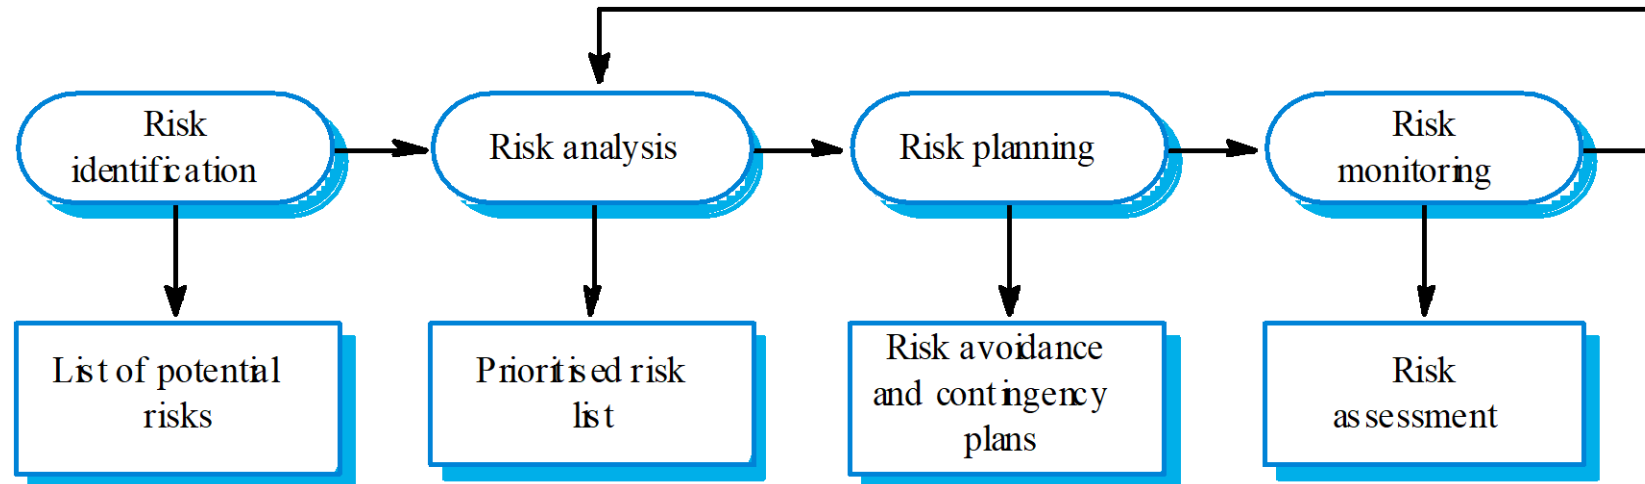 Risk
identification
Risk analysis
Risk planning
Risk
monitoring
List of potential
risks
Prioritised risk
list
Risk avoidance
and contingency
plans
Risk
assessment